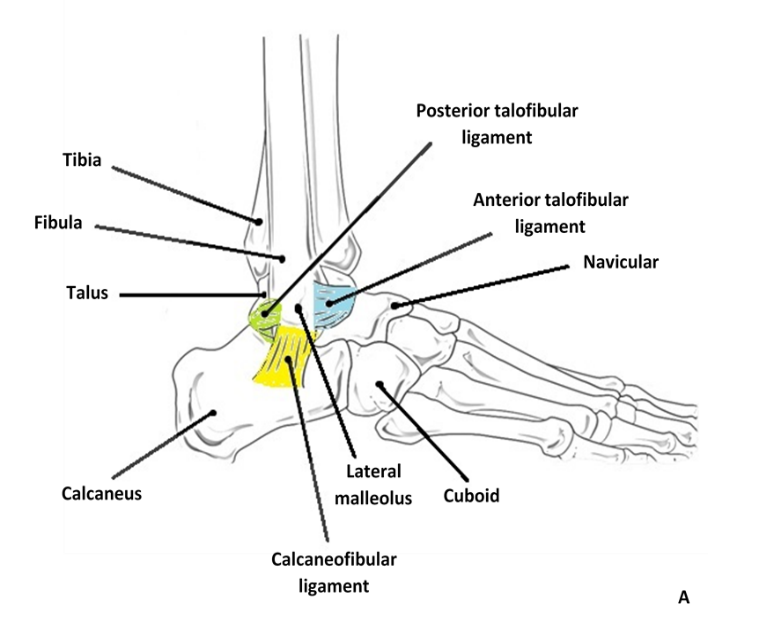 Posterior talofibular
ligament
Tibia
Anterior talofibular
ligament
Fibula
Navicular
Talus
Lateral
malleolus
Calcaneus
Cuboid
Calcaneofibular
ligament
A